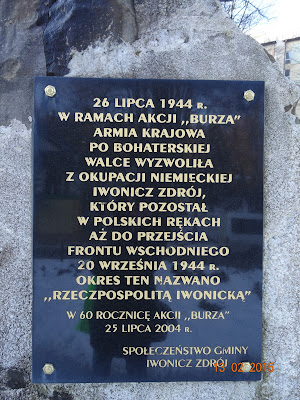 26 LIPCA 1944 r.
W RAMACH AKCJI ,,BURZA"
ARMIA KRAJOWA
PO BOHATERSKIEJ
WALCE WYZWOLIŁA
Z OKUPACJI NIEMIECKIEJ
IWONICZ ZDRÓJ,
KTÓRY POZOSTAŁ
W POLSKICH RĘKACH
AŻ DO PRZEJŚCIA
FRONTU WSCHODNIEGO
20 WRZEŚNIA 1944 r.
OKRES TEN NAZWANO
,,RZECZPOSPOLITĄ IWONICKĄ"
W 60 ROCZNICĘ AKCJI ,,BURZA"
25 LIPCA 2004 r.
SPOŁECZEŃSTWO GMINY
IWONICZ ZDRÓJ